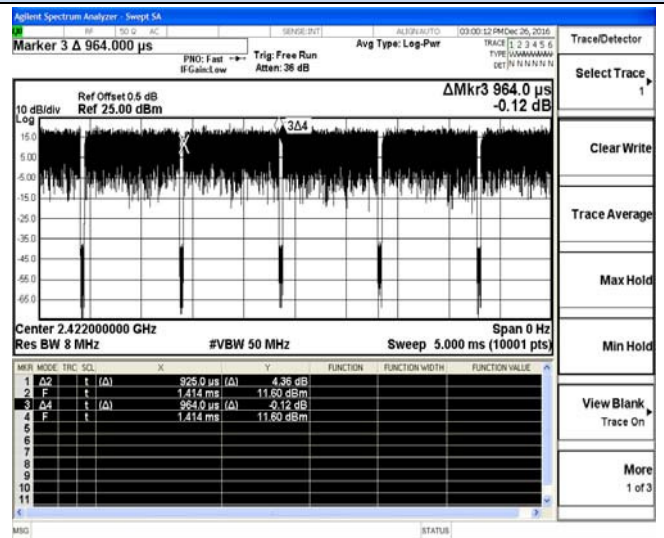 Agilent Spectrum Analyzer - Swept SA
RF 50 Ω AC SENSE:INT ALIGN AUTO 03:00:12 PM Dec 26, 2016
Marker 3 Δ 964.000 µs
PNO: Fast
IFGain:Low
Trig: Free Run
Atten: 36 dB
Avg Type: Log-Pwr
TRACE 1 2 3 4 5 6
TYPE
DET N N N N N N
Trace/Detector
Select Trace
1
Clear Write
Trace Average
Max Hold
Min Hold
View Blank
Trace On
More
1 of 3
Ref Offset 0.5 dB
10 dB/div Ref 25.00 dBm
Log
ΔMkr3 964.0 µs
-0.12 dB
3Δ4
15.0
5.00
-5.00
-15.0
-25.0
-35.0
-45.0
-55.0
-65.0
Center 2.422000000 GHz Span 0 Hz
Res BW 8 MHz #VBW 50 MHz Sweep 5.000 ms (10001 pts)
MKR MODE TRC SCL X Y FUNCTION FUNCTION WIDTH FUNCTION VALUE
1 Δ2 t (Δ) 925.0 µs (Δ) 4.36 dB
2 F t 1.414 ms 11.60 dBm
3 Δ4 t (Δ) 964.0 µs (Δ) -0.12 dB
4 F t 1.414 ms 11.60 dBm
5
6
7
8
9
10
11
MSG STATUS